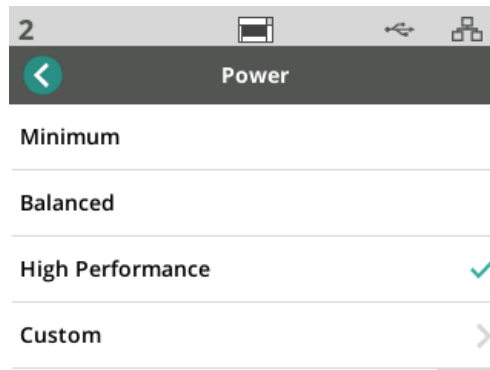 2
Power
Minimum
Balanced
High Performance
Custom